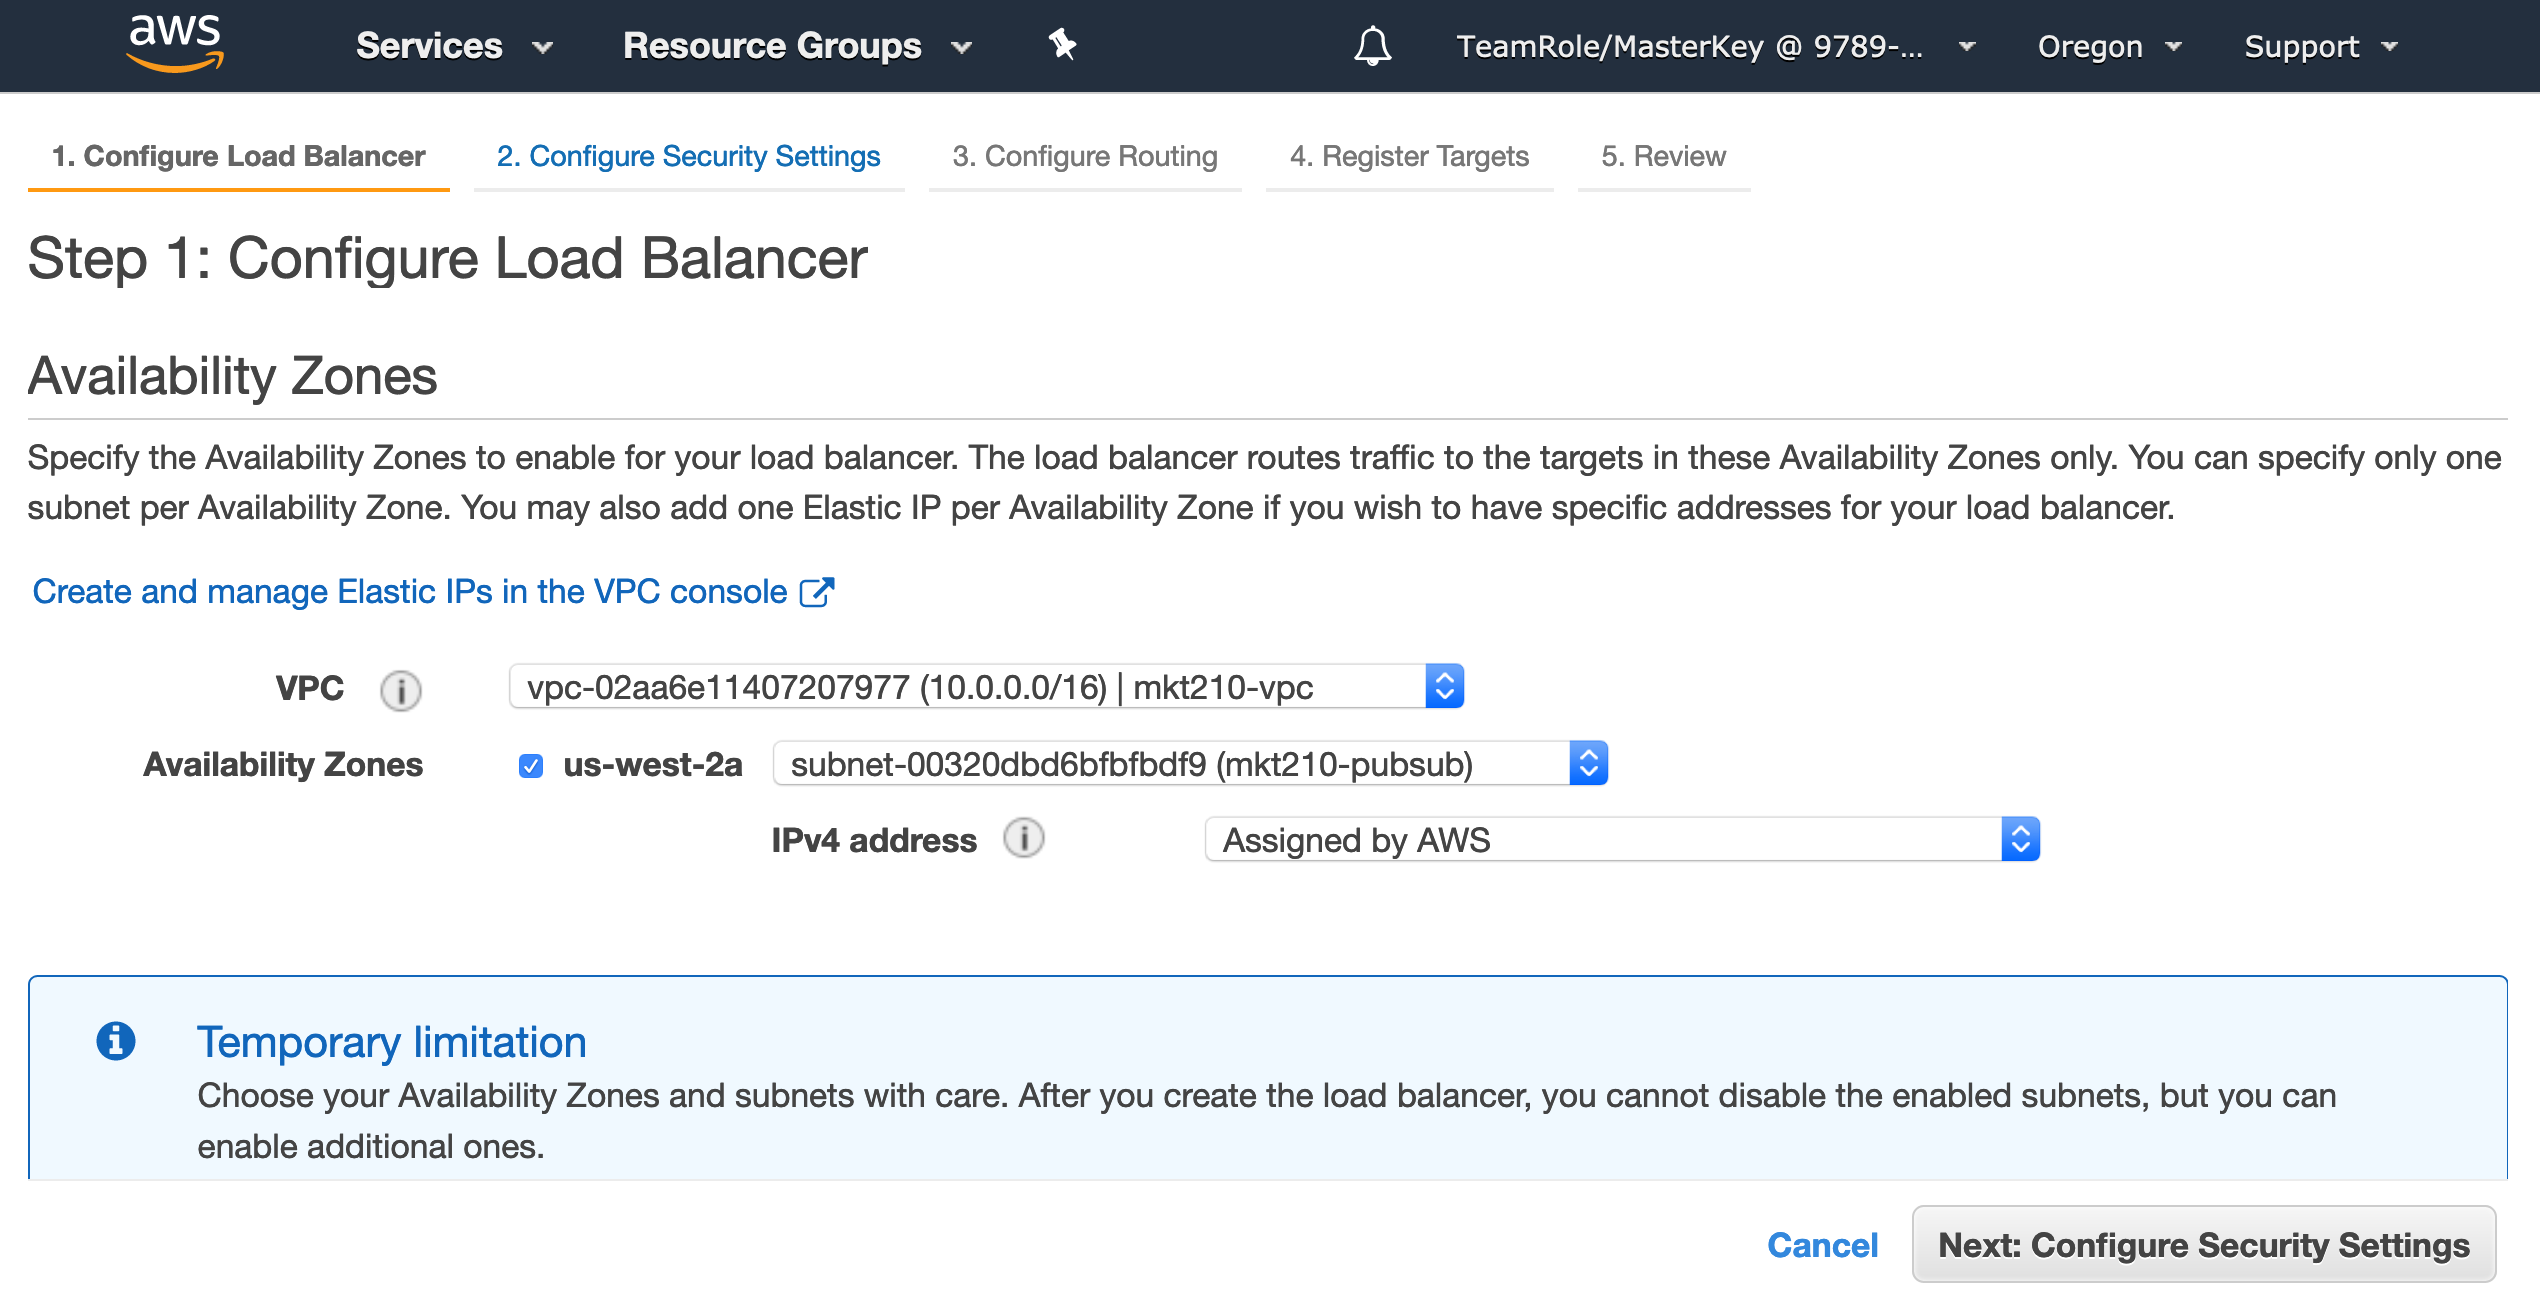 aws Services Resource Groups TeamRole/MasterKey @ 9789-... Oregon Support
1. Configure Load Balancer 2. Configure Security Settings 3. Configure Routing 4. Register Targets 5. Review
Step 1: Configure Load Balancer
Availability Zones
Specify the Availability Zones to enable for your load balancer. The load balancer routes traffic to the targets in these Availability Zones only. You can specify only one
subnet per Availability Zone. You may also add one Elastic IP per Availability Zone if you wish to have specific addresses for your load balancer.
Create and manage Elastic IPs in the VPC console
VPC vpc-02aa6e11407207977 (10.0.0.0/16) | mkt210-vpc
Availability Zones us-west-2a subnet-00320dbd6bfbfbdf9 (mkt210-pubsub)
IPv4 address Assigned by AWS
Temporary limitation
Choose your Availability Zones and subnets with care. After you create the load balancer, you cannot disable the enabled subnets, but you can
enable additional ones.
Cancel Next: Configure Security Settings